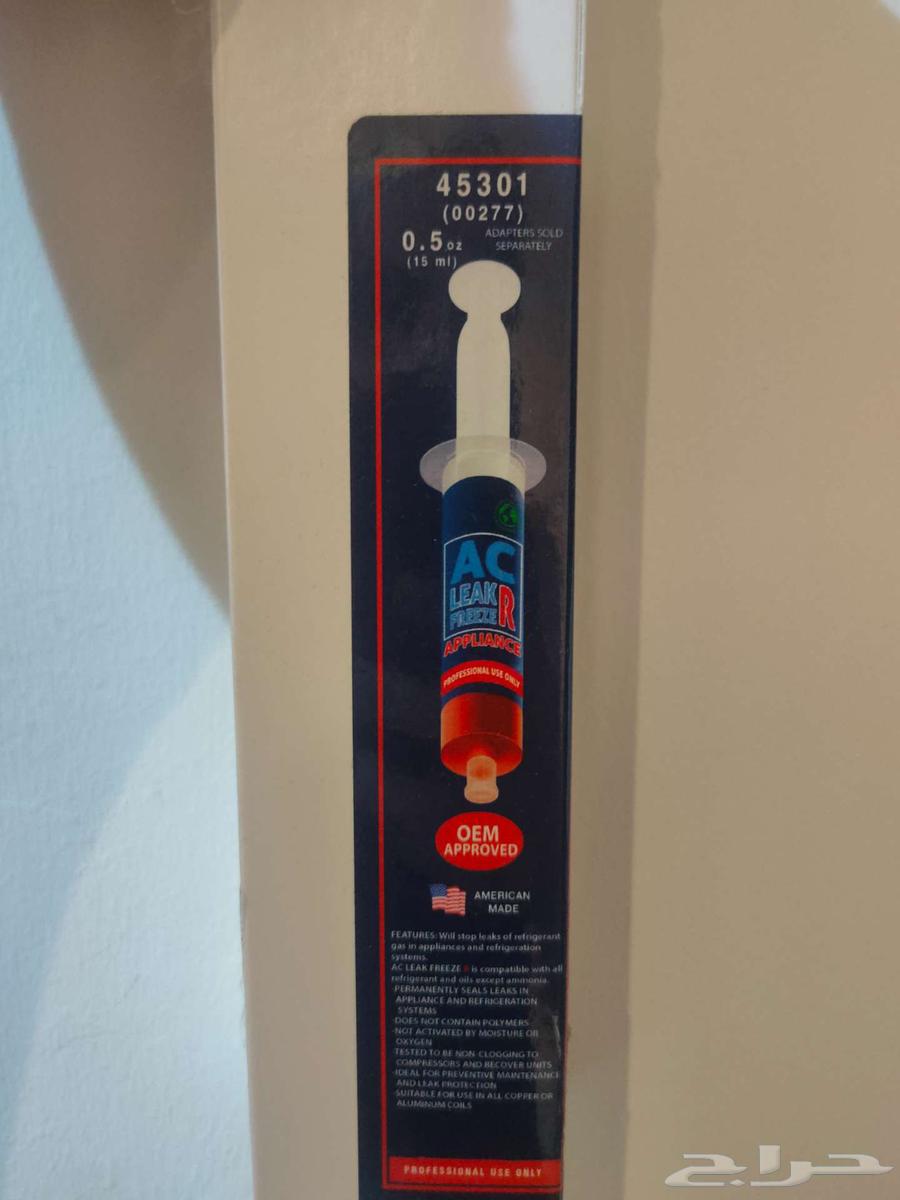 45301
(00277)
0.5 oz
(15 ml)
ADAPTERS SOLD
SEPARATELY
AC
LEAK
FREEZE R
APPLIANCE
PROFESSIONAL USE ONLY
OEM
APPROVED
AMERICAN
MADE
FEATURES: Will stop leaks of refrigerant
gas in appliances and refrigeration
systems.
AC LEAK FREEZE R is compatible with all
refrigerant and oils except ammonia.
·PERMANENTLY SEALS LEAKS IN
APPLIANCE AND REFRIGERATION
SYSTEMS
·DOES NOT CONTAIN POLYMERS
·NOT ACTIVATED BY MOISTURE OR
OXYGEN
·TESTED TO BE NON-CLOGGING TO
COMPRESSORS AND RECOVER UNITS
·IDEAL FOR PREVENTIVE MAINTENANCE
AND LEAK PROTECTION
·SUITABLE FOR USE IN ALL COPPER OR
ALUMINUM COILS
PROFESSIONAL USE ONLY
حراج